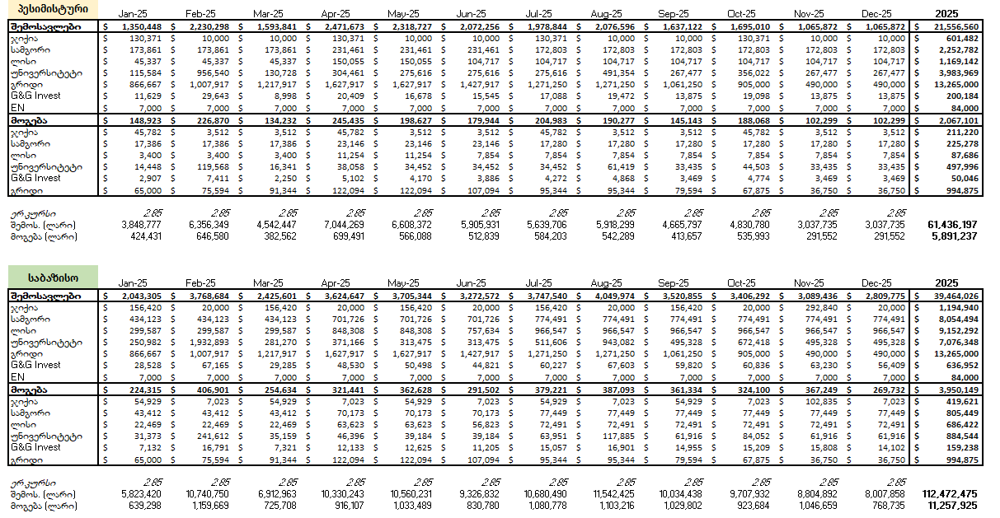 პესიმისტური Jan-25 Feb-25 Mar-25 Apr-25 May-25 Jun-25 Jul-25 Aug-25 Sep-25 Oct-25 Nov-25 Dec-25 2025
შემოსავლები $ 1,350,448 $ 2,230,298 $ 1,593,841 $ 2,471,673 $ 2,318,727 $ 2,072,256 $ 1,978,844 $ 2,076,596 $ 1,637,122 $ 1,695,010 $ 1,065,872 $ 1,065,872 $ 21,556,560
ჯიქია $ 130,371 $ 10,000 $ 10,000 $ 130,371 $ 10,000 $ 10,000 $ 130,371 $ 10,000 $ 10,000 $ 130,371 $ 10,000 $ 10,000 $ 601,482
სამგორი $ 173,861 $ 173,861 $ 173,861 $ 231,461 $ 231,461 $ 231,461 $ 172,803 $ 172,803 $ 172,803 $ 172,803 $ 172,803 $ 172,803 $ 2,252,782
ლისი $ 45,337 $ 45,337 $ 45,337 $ 150,055 $ 150,055 $ 104,717 $ 104,717 $ 104,717 $ 104,717 $ 104,717 $ 104,717 $ 104,717 $ 1,169,142
უნივერსიტეტი $ 115,584 $ 956,540 $ 130,728 $ 304,461 $ 275,616 $ 275,616 $ 275,616 $ 491,354 $ 267,477 $ 356,022 $ 267,477 $ 267,477 $ 3,983,969
გრიდი $ 866,667 $ 1,007,917 $ 1,217,917 $ 1,627,917 $ 1,627,917 $ 1,427,917 $ 1,271,250 $ 1,271,250 $ 1,061,250 $ 905,000 $ 490,000 $ 490,000 $ 13,265,000
G&G Invest $ 11,629 $ 29,643 $ 8,998 $ 20,409 $ 16,678 $ 15,545 $ 17,088 $ 19,472 $ 13,875 $ 19,098 $ 13,875 $ 13,875 $ 200,184
EN $ 7,000 $ 7,000 $ 7,000 $ 7,000 $ 7,000 $ 7,000 $ 7,000 $ 7,000 $ 7,000 $ 7,000 $ 7,000 $ 7,000 $ 84,000
მოგება $ 148,923 $ 226,870 $ 134,232 $ 245,435 $ 198,627 $ 179,944 $ 204,983 $ 190,277 $ 145,143 $ 188,068 $ 102,299 $ 102,299 $ 2,067,101
ჯიქია $ 45,782 $ 3,512 $ 3,512 $ 45,782 $ 3,512 $ 3,512 $ 45,782 $ 3,512 $ 3,512 $ 45,782 $ 3,512 $ 3,512 $ 211,220
სამგორი $ 17,386 $ 17,386 $ 17,386 $ 23,146 $ 23,146 $ 23,146 $ 17,280 $ 17,280 $ 17,280 $ 17,280 $ 17,280 $ 17,280 $ 225,278
ლისი $ 3,400 $ 3,400 $ 3,400 $ 11,254 $ 11,254 $ 7,854 $ 7,854 $ 7,854 $ 7,854 $ 7,854 $ 7,854 $ 7,854 $ 87,686
უნივერსიტეტი $ 14,448 $ 119,568 $ 16,341 $ 38,058 $ 34,452 $ 34,452 $ 34,452 $ 61,419 $ 33,435 $ 44,503 $ 33,435 $ 33,435 $ 497,996
G&G Invest $ 2,907 $ 7,411 $ 2,250 $ 5,102 $ 4,170 $ 3,886 $ 4,272 $ 4,868 $ 3,469 $ 4,774 $ 3,469 $ 3,469 $ 50,046
გრიდი $ 65,000 $ 75,594 $ 91,344 $ 122,094 $ 122,094 $ 107,094 $ 95,344 $ 95,344 $ 79,594 $ 67,875 $ 36,750 $ 36,750 $ 994,875
ერ.კურსი 2.85 2.85 2.85 2.85 2.85 2.85 2.85 2.85 2.85 2.85 2.85 2.85
შემოს. (ლარი) 3,848,777 6,356,349 4,542,447 7,044,269 6,608,372 5,905,931 5,639,706 5,918,299 4,665,797 4,830,780 3,037,735 3,037,735 61,436,197
მოგება (ლარი) 424,431 646,580 382,562 699,491 566,088 512,839 584,203 542,289 413,657 535,993 291,552 291,552 5,891,237
საბაზისო Jan-25 Feb-25 Mar-25 Apr-25 May-25 Jun-25 Jul-25 Aug-25 Sep-25 Oct-25 Nov-25 Dec-25 2025
შემოსავლები $ 2,043,305 $ 3,768,684 $ 2,425,601 $ 3,624,647 $ 3,705,344 $ 3,272,572 $ 3,747,540 $ 4,049,974 $ 3,520,855 $ 3,406,292 $ 3,089,436 $ 2,809,775 $ 39,464,026
ჯიქია $ 156,420 $ 20,000 $ 156,420 $ 20,000 $ 156,420 $ 20,000 $ 156,420 $ 20,000 $ 156,420 $ 20,000 $ 292,840 $ 20,000 $ 1,194,940
სამგორი $ 434,123 $ 434,123 $ 434,123 $ 701,726 $ 701,726 $ 701,726 $ 774,491 $ 774,491 $ 774,491 $ 774,491 $ 774,491 $ 774,491 $ 8,054,494
ლისი $ 299,587 $ 299,587 $ 299,587 $ 848,308 $ 848,308 $ 757,634 $ 966,547 $ 966,547 $ 966,547 $ 966,547 $ 966,547 $ 966,547 $ 9,152,292
უნივერსიტეტი $ 250,982 $ 1,932,893 $ 281,270 $ 371,166 $ 313,475 $ 313,475 $ 511,606 $ 943,082 $ 495,328 $ 672,418 $ 495,328 $ 495,328 $ 7,076,348
გრიდი $ 866,667 $ 1,007,917 $ 1,217,917 $ 1,627,917 $ 1,627,917 $ 1,427,917 $ 1,271,250 $ 1,271,250 $ 1,061,250 $ 905,000 $ 490,000 $ 490,000 $ 13,265,000
G&G Invest $ 28,528 $ 67,165 $ 29,285 $ 48,530 $ 50,498 $ 44,821 $ 60,227 $ 67,603 $ 59,820 $ 60,836 $ 63,230 $ 56,409 $ 636,952
EN $ 7,000 $ 7,000 $ 7,000 $ 7,000 $ 7,000 $ 7,000 $ 7,000 $ 7,000 $ 7,000 $ 7,000 $ 7,000 $ 7,000 $ 84,000
მოგება $ 224,315 $ 406,901 $ 254,634 $ 321,441 $ 362,628 $ 291,502 $ 379,221 $ 387,093 $ 361,334 $ 324,100 $ 367,249 $ 269,732 $ 3,950,149
ჯიქია $ 54,929 $ 7,023 $ 54,929 $ 7,023 $ 54,929 $ 7,023 $ 54,929 $ 7,023 $ 54,929 $ 7,023 $ 102,835 $ 7,023 $ 419,621
სამგორი $ 43,412 $ 43,412 $ 43,412 $ 70,173 $ 70,173 $ 70,173 $ 77,449 $ 77,449 $ 77,449 $ 77,449 $ 77,449 $ 77,449 $ 805,449
ლისი $ 22,469 $ 22,469 $ 22,469 $ 63,623 $ 63,623 $ 56,823 $ 72,491 $ 72,491 $ 72,491 $ 72,491 $ 72,491 $ 72,491 $ 686,422
უნივერსიტეტი $ 31,373 $ 241,612 $ 35,159 $ 46,396 $ 39,184 $ 39,184 $ 63,951 $ 117,885 $ 61,916 $ 84,052 $ 61,916 $ 61,916 $ 884,544
G&G Invest $ 7,132 $ 16,791 $ 7,321 $ 12,133 $ 12,625 $ 11,205 $ 15,057 $ 16,901 $ 14,955 $ 15,209 $ 15,808 $ 14,102 $ 159,238
გრიდი $ 65,000 $ 75,594 $ 91,344 $ 122,094 $ 122,094 $ 107,094 $ 95,344 $ 95,344 $ 79,594 $ 67,875 $ 36,750 $ 36,750 $ 994,875
ერ.კურსი 2.85 2.85 2.85 2.85 2.85 2.85 2.85 2.85 2.85 2.85 2.85 2.85
შემოს. (ლარი) 5,823,420 10,740,750 6,912,963 10,330,243 10,560,231 9,326,832 10,680,490 11,542,425 10,034,438 9,707,932 8,804,892 8,007,858 112,472,475
მოგება (ლარი) 639,298 1,159,669 725,708 916,107 1,033,489 830,780 1,080,778 1,103,216 1,029,802 923,684 1,046,659 768,735 11,257,925